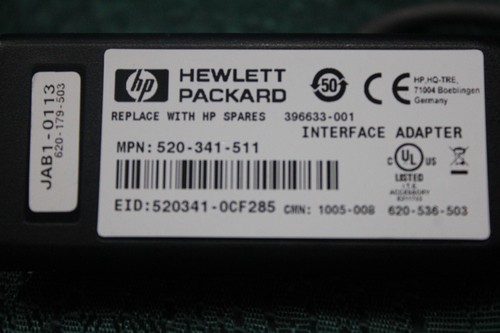 JAB1-0113
620-179-503
hp HEWLETT
PACKARD
50
CE
HP, HQ-TRE,
71004 Boeblingen
Germany
REPLACE WITH HP SPARES 396633-001
INTERFACE ADAPTER
MPN: 520-341-511
C UL US
LISTED
I.T.E.
ACCESSORY
EID:520341-0CF285 CMN: 1005-008 620-536-503